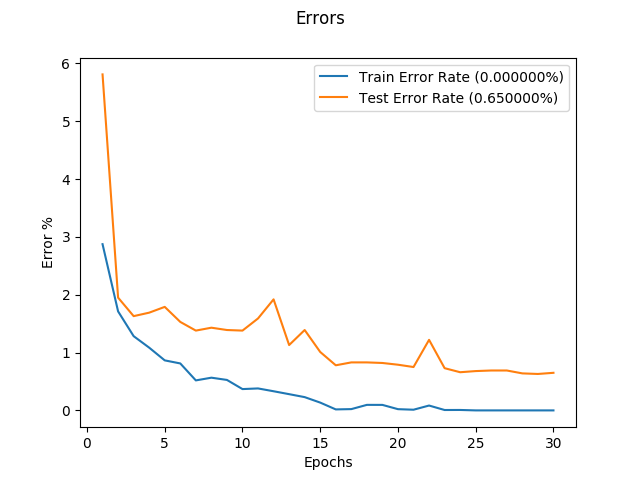 Errors
Train Error Rate (0.000000%)
Test Error Rate (0.650000%)
Error %
6
5
4
3
2
1
0
0 5 10 15 20 25 30
Epochs